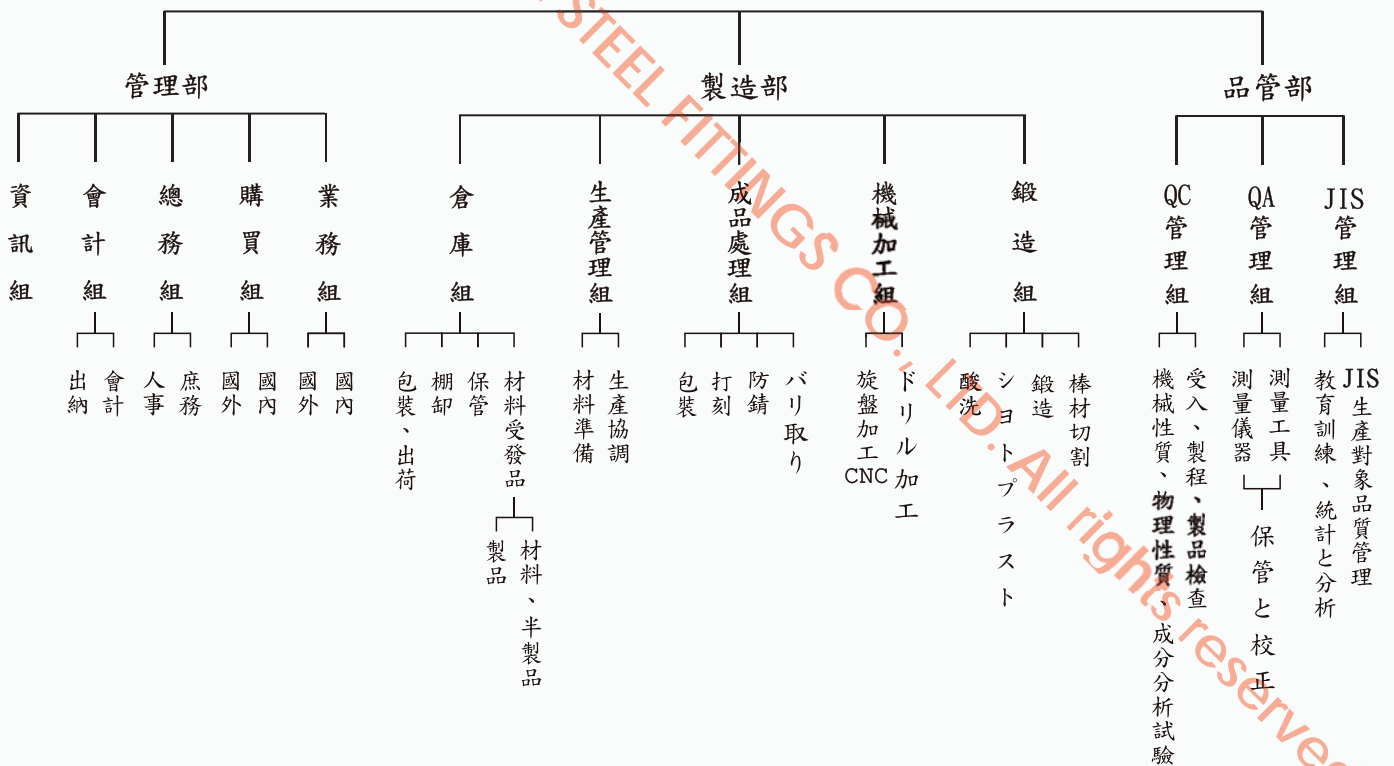 管理部
製造部
品管部
資訊組
會計組
總務組
購買組
業務組
倉庫組
生產管理組
成品處理組
機械加工組
鍛造組
QC管理組
QA管理組
JIS管理組
出納
會計
人事
庶務
國外
國內
國外
國內
包裝、出荷
棚卸
保管
材料受發品
製品
材料、半製品
材料準備
生產協調
包裝
打刻
防錆
バリ取り
旋盤加工CNC
ドリル加工
酸洗
シヨトプラスト
鍛造
棒材切割
機械性質、物理性質、成分分析試驗
受入、製程、製品檢查
測量儀器
測量工具
保管と校正
教育訓練、統計と分析
JIS生產對象品質管理
STEEL FITTINGS CO., LTD. All rights reserved